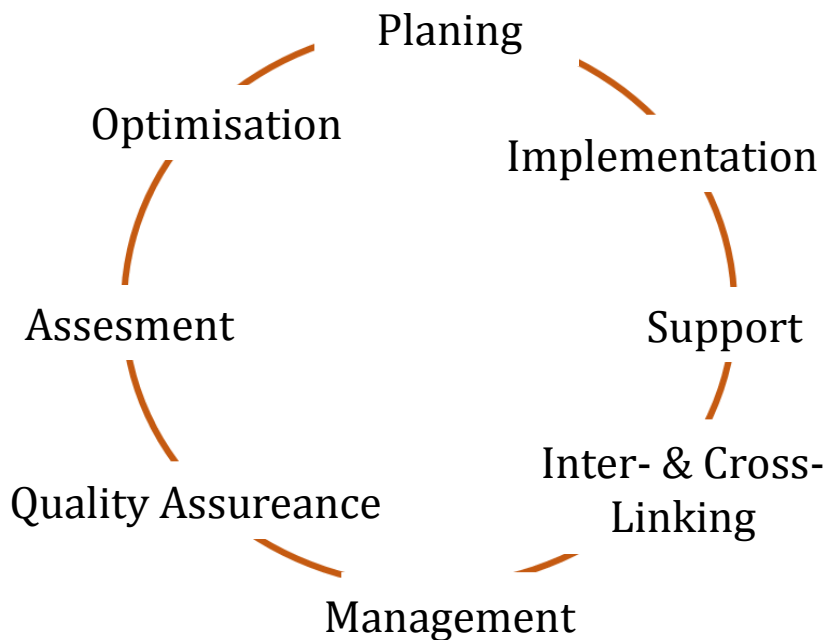 Planing
Optimisation
Implementation
Assesment
Support
Inter- & Cross-
Linking
Quality Assureance
Management